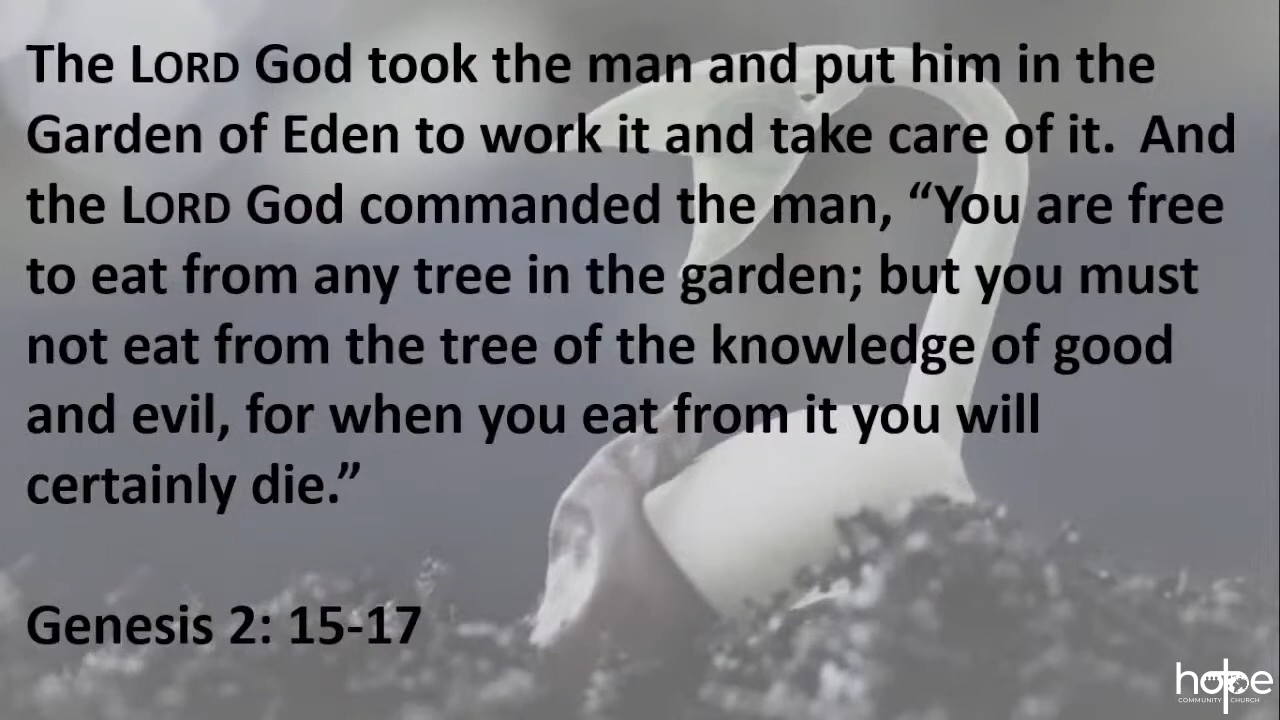 The LORD God took the man and put him in the
Garden of Eden to work it and take care of it. And
the LORD God commanded the man, “You are free
to eat from any tree in the garden; but you must
not eat from the tree of the knowledge of good
and evil, for when you eat from it you will
certainly die.”
Genesis 2: 15-17
hope
COMMUNITY CHURCH